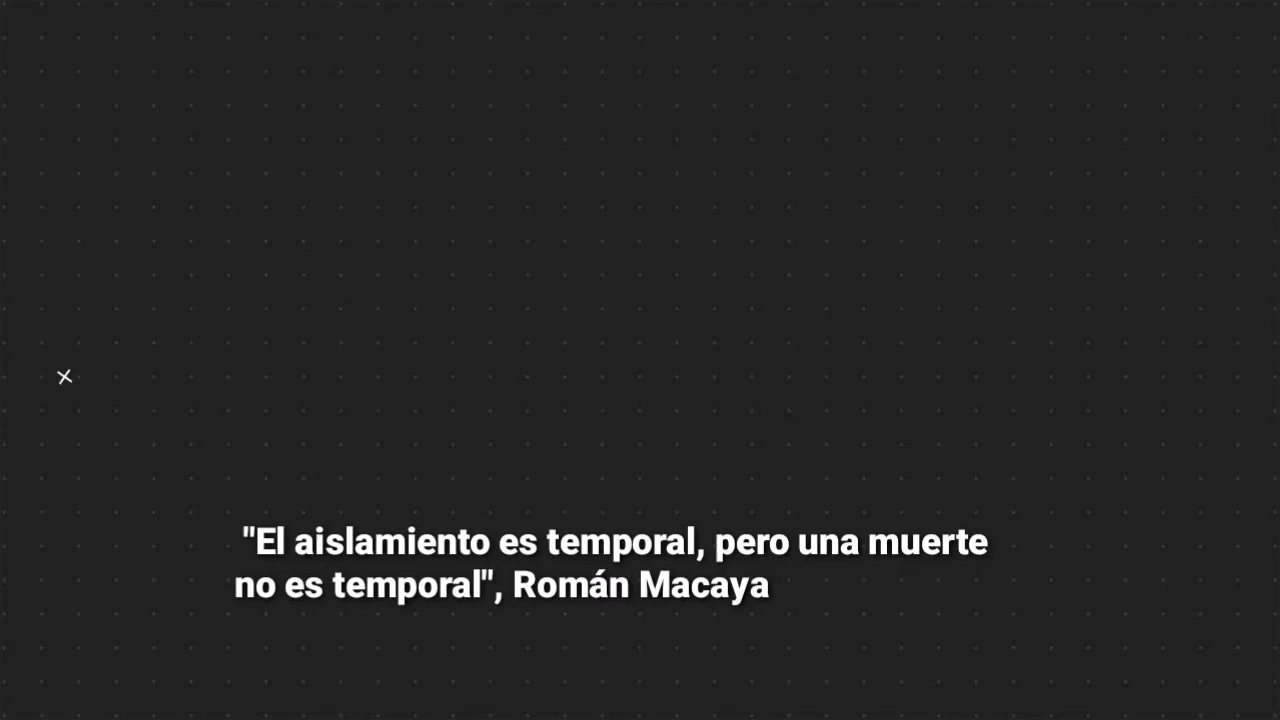 "El aislamiento es temporal, pero una muerte
no es temporal", Román Macaya